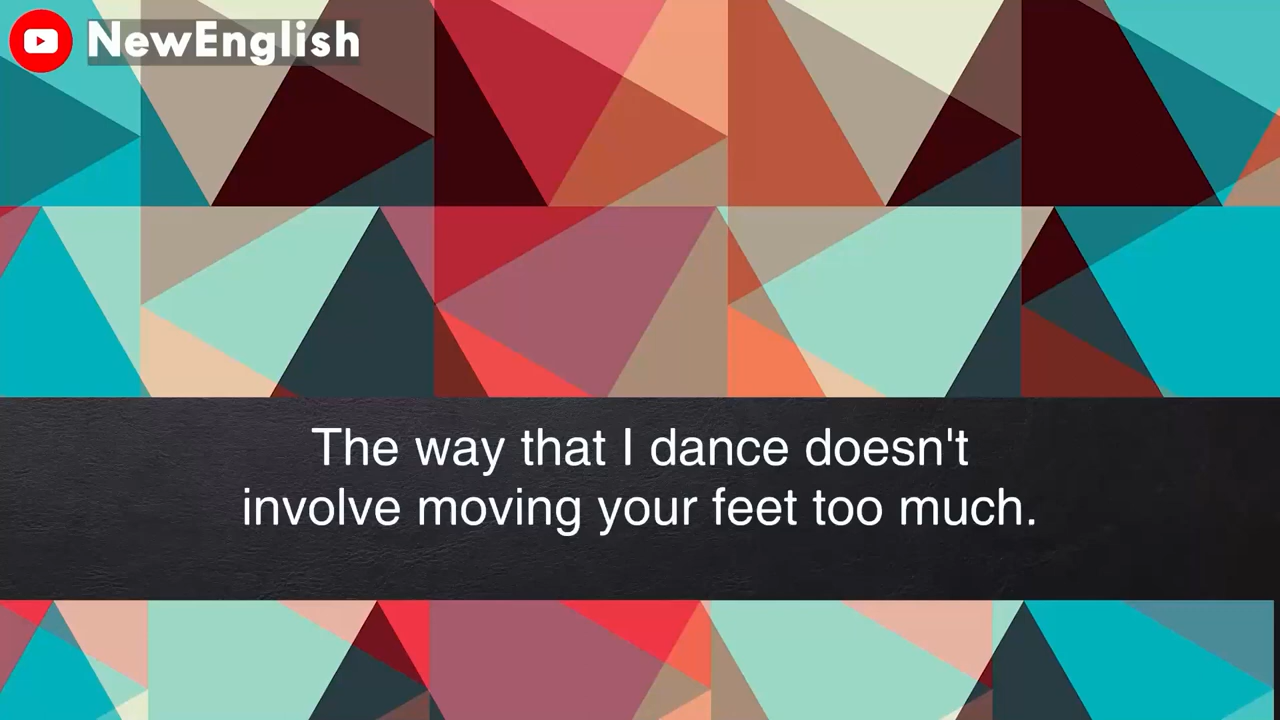 NewEnglish
The way that I dance doesn't
involve moving your feet too much.